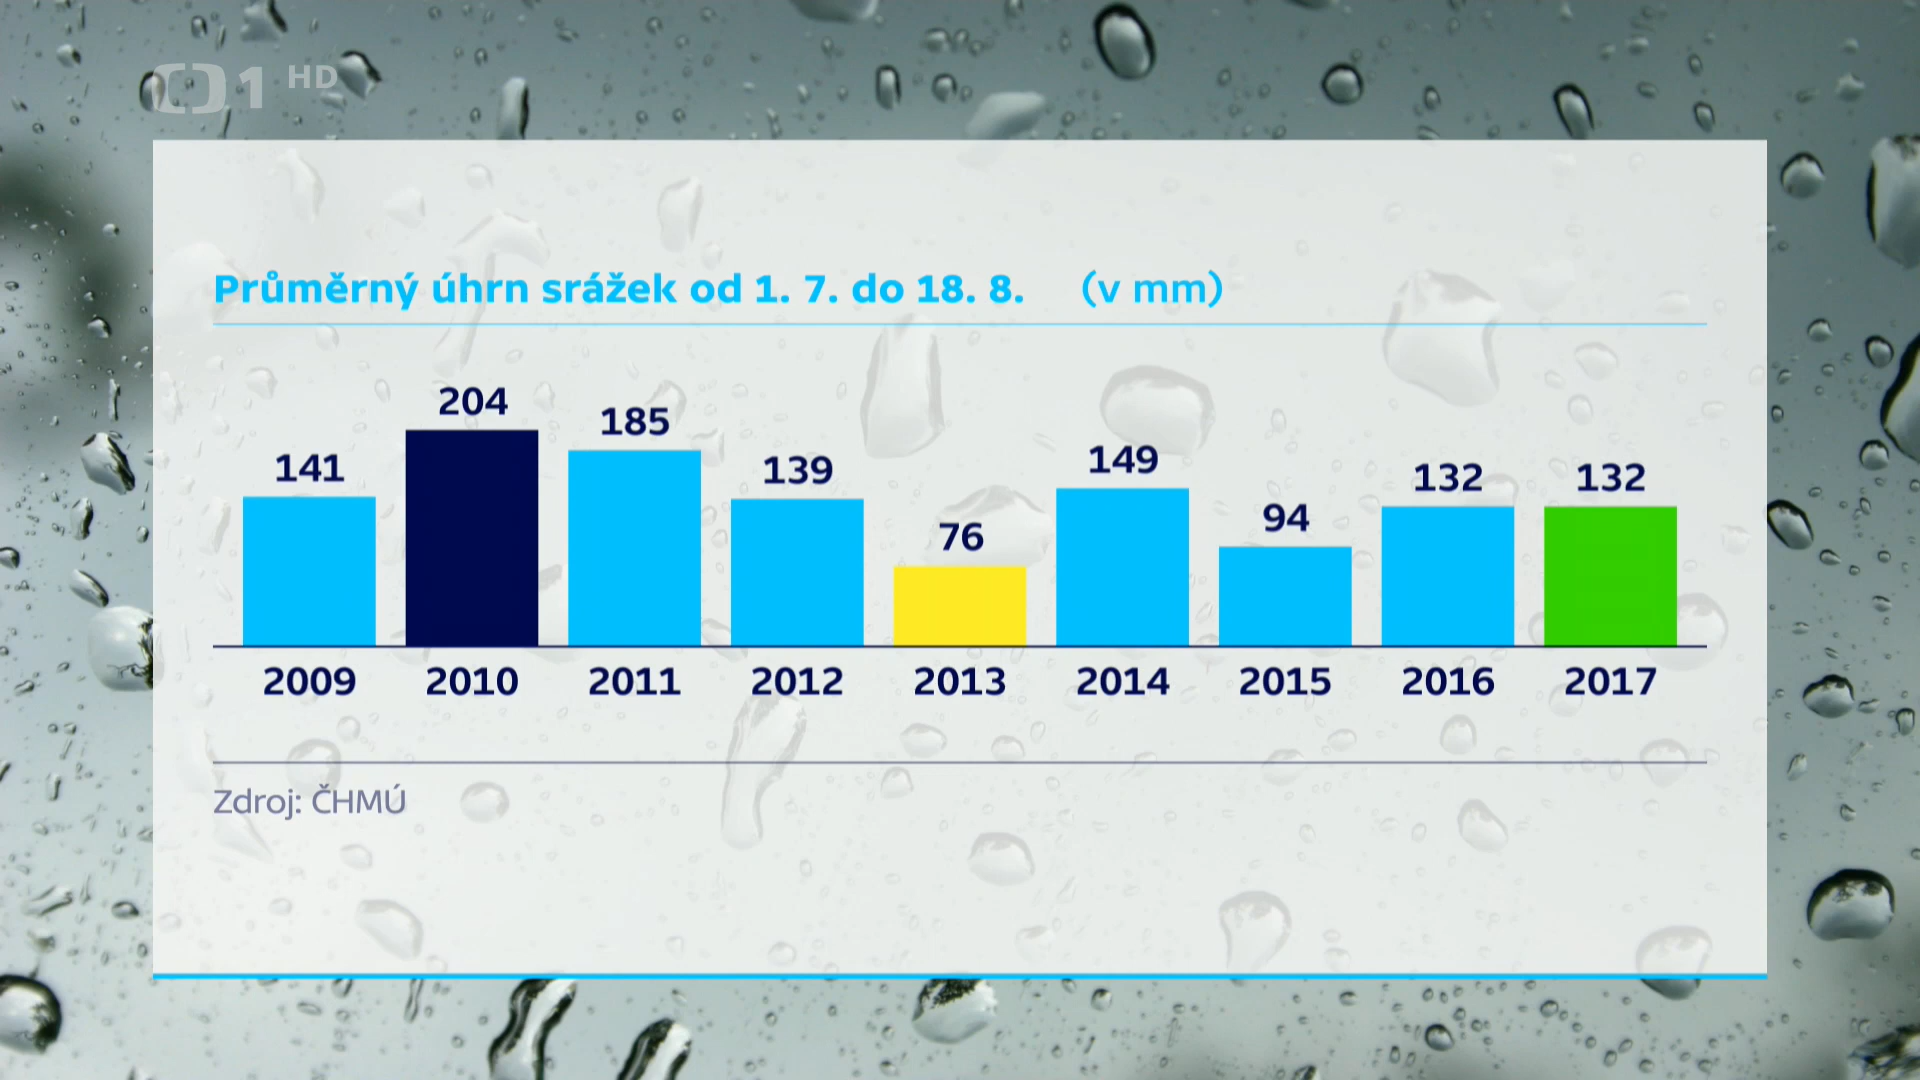 1 HD
Průměrný úhrn srážek od 1. 7. do 18. 8. (v mm)
141 204 185 139 76 149 94 132 132
2009 2010 2011 2012 2013 2014 2015 2016 2017
Zdroj: ČHMÚ